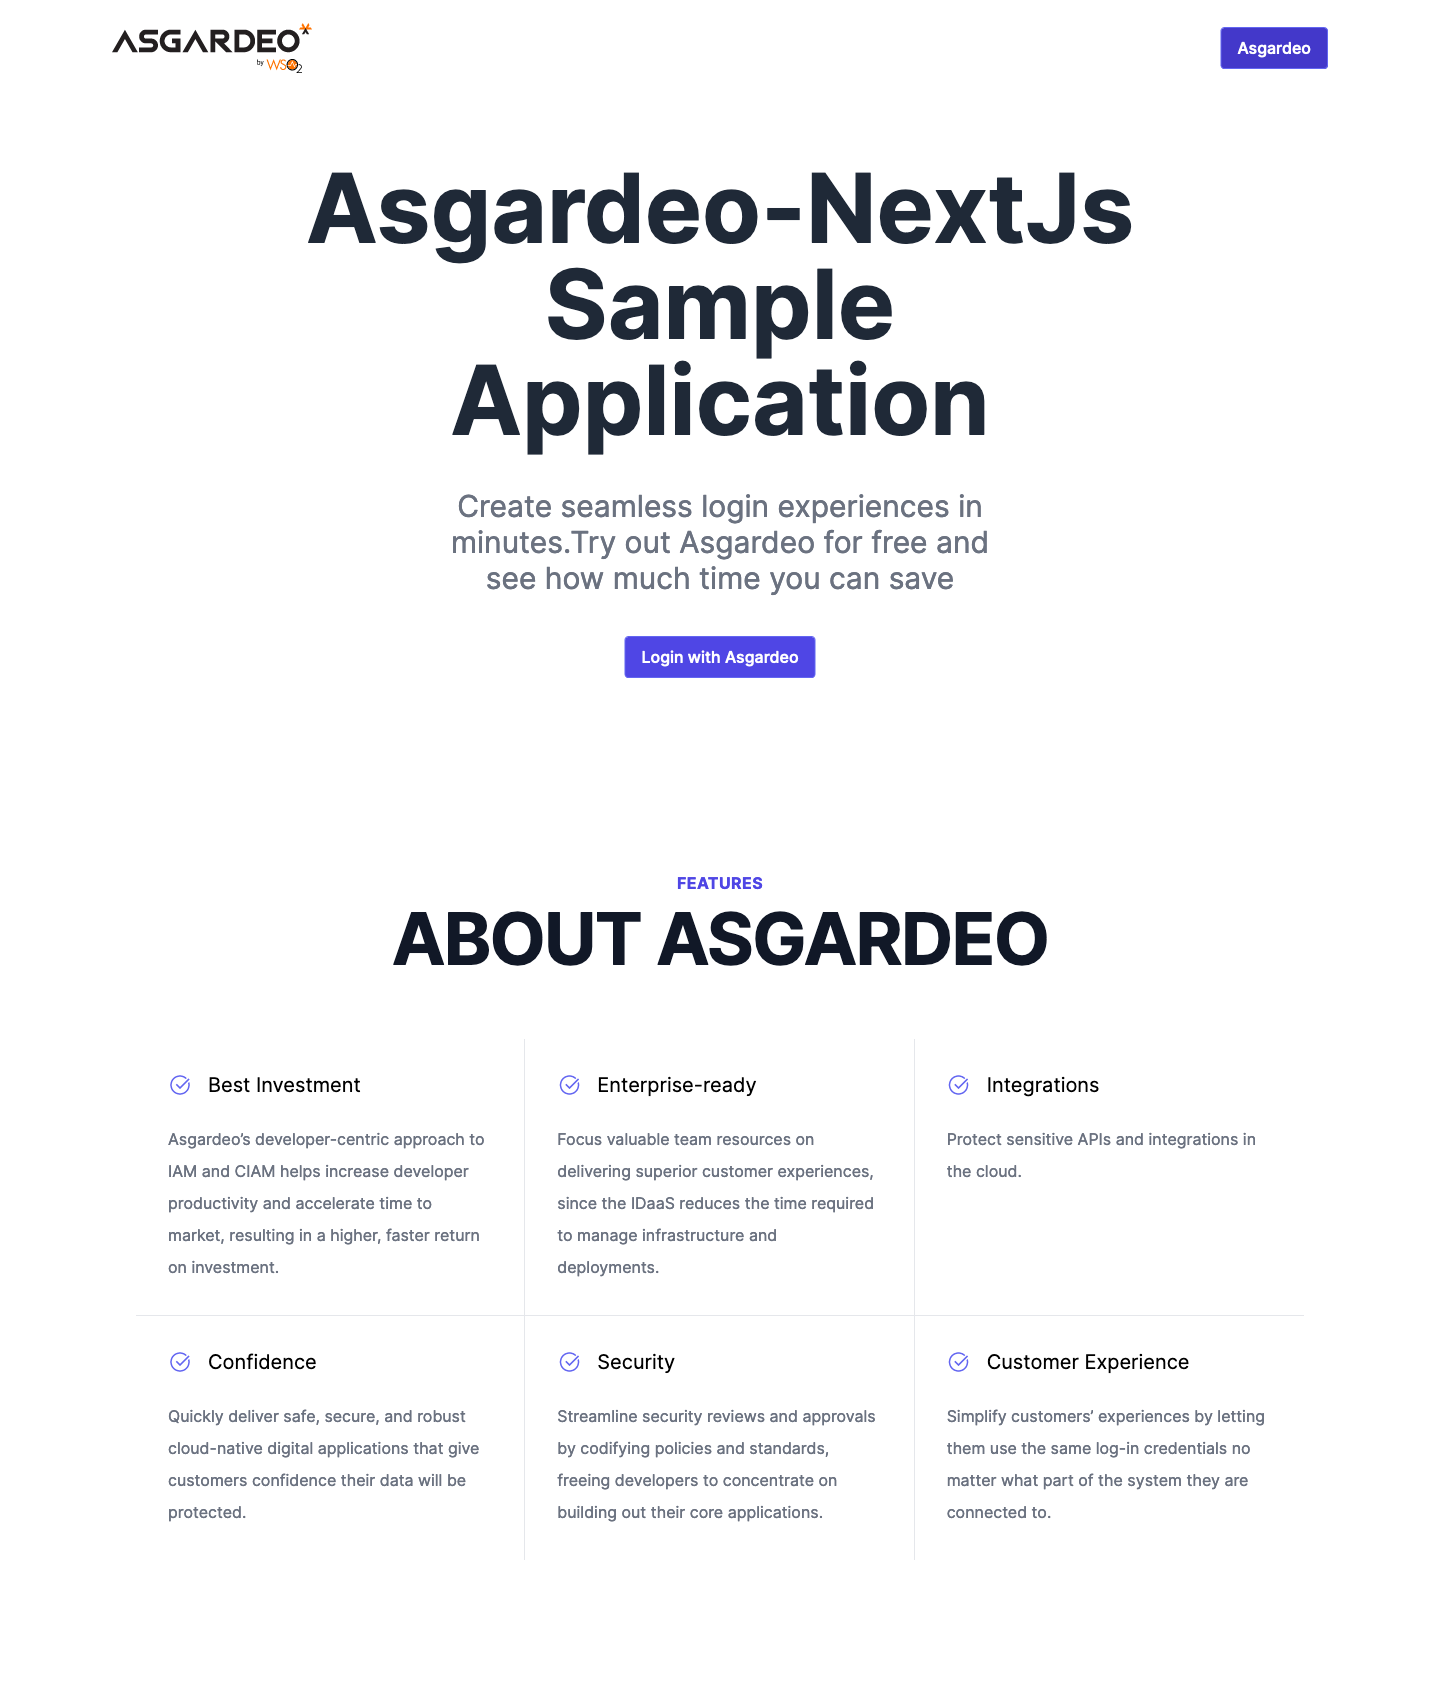 ASGARDEO
by WSO2
Asgardeo
Asgardeo-NextJs
Sample
Application
Create seamless login experiences in
minutes.Try out Asgardeo for free and
see how much time you can save
Login with Asgardeo
FEATURES
ABOUT ASGARDEO
Best Investment
Asgardeo’s developer-centric approach to
IAM and CIAM helps increase developer
productivity and accelerate time to
market, resulting in a higher, faster return
on investment.
Enterprise-ready
Focus valuable team resources on
delivering superior customer experiences,
since the IDaaS reduces the time required
to manage infrastructure and
deployments.
Integrations
Protect sensitive APIs and integrations in
the cloud.
Confidence
Quickly deliver safe, secure, and robust
cloud-native digital applications that give
customers confidence their data will be
protected.
Security
Streamline security reviews and approvals
by codifying policies and standards,
freeing developers to concentrate on
building out their core applications.
Customer Experience
Simplify customers’ experiences by letting
them use the same log-in credentials no
matter what part of the system they are
connected to.